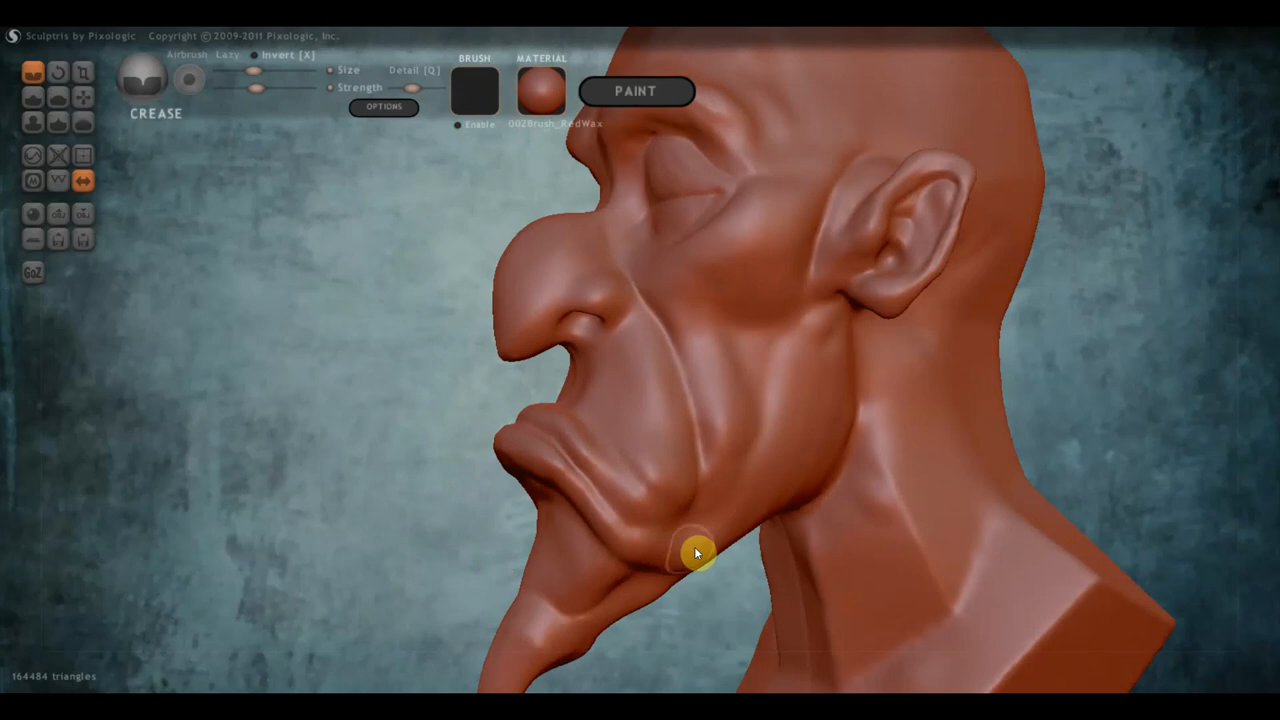 Sculptris by Pixologic Copyright © 2009-2011 Pixologic, Inc.
Airbrush Lazy Invert [X]
Size Detail [Q]
Strength
OPTIONS
CREASE
BRUSH
Enable
MATERIAL
00ZBrush_RedWax
PAINT
GoZ
164484 triangles